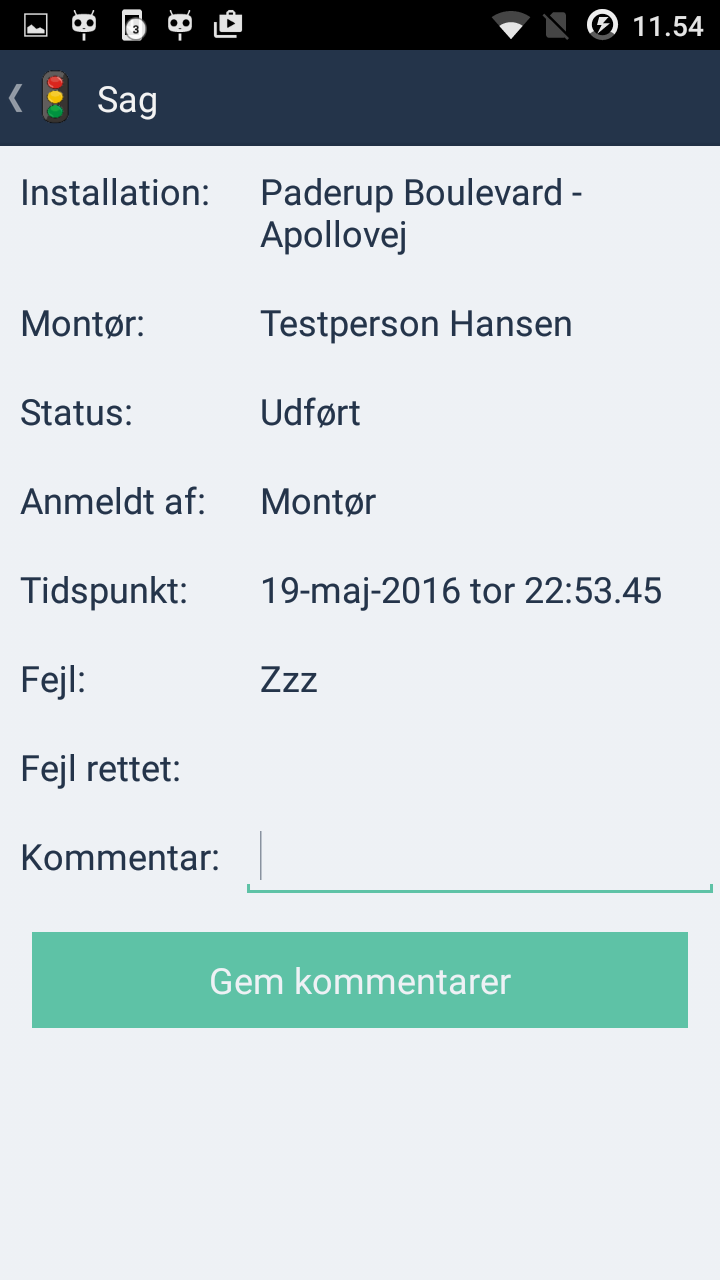 3
11.54
Sag
Installation: Paderup Boulevard -
Apollovej
Montør: Testperson Hansen
Status: Udført
Anmeldt af: Montør
Tidspunkt: 19-maj-2016 tor 22:53.45
Fejl: Zzz
Fejl rettet:
Kommentar:
Gem kommentarer